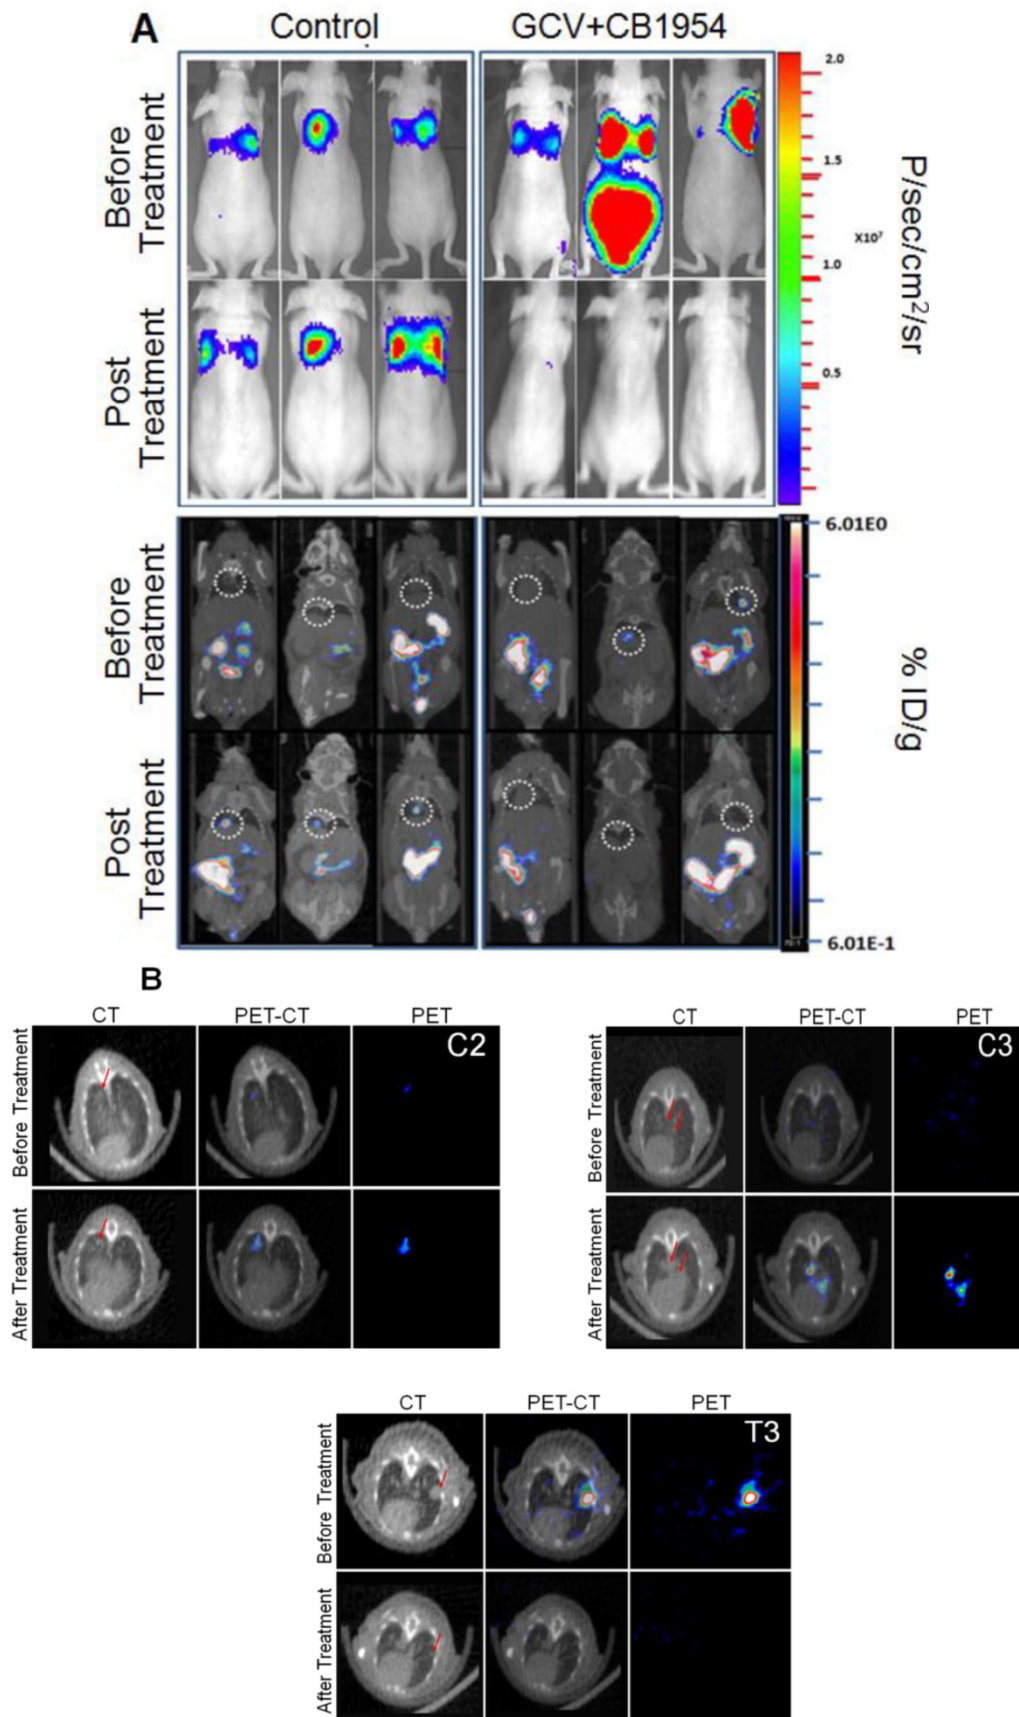 A
Control
GCV+CB1954
Before
Treatment
Post
Treatment
2.0
1.5
X10⁷
1.0
0.5
P/sec/cm²/sr
Before
Treatment
Post
Treatment
6.01E0
6.01E-1
% ID/g
B
CT PET-CT PET
C2
Before Treatment
After Treatment
CT PET-CT PET
C3
Before Treatment
After Treatment
CT PET-CT PET
T3
Before Treatment
After Treatment